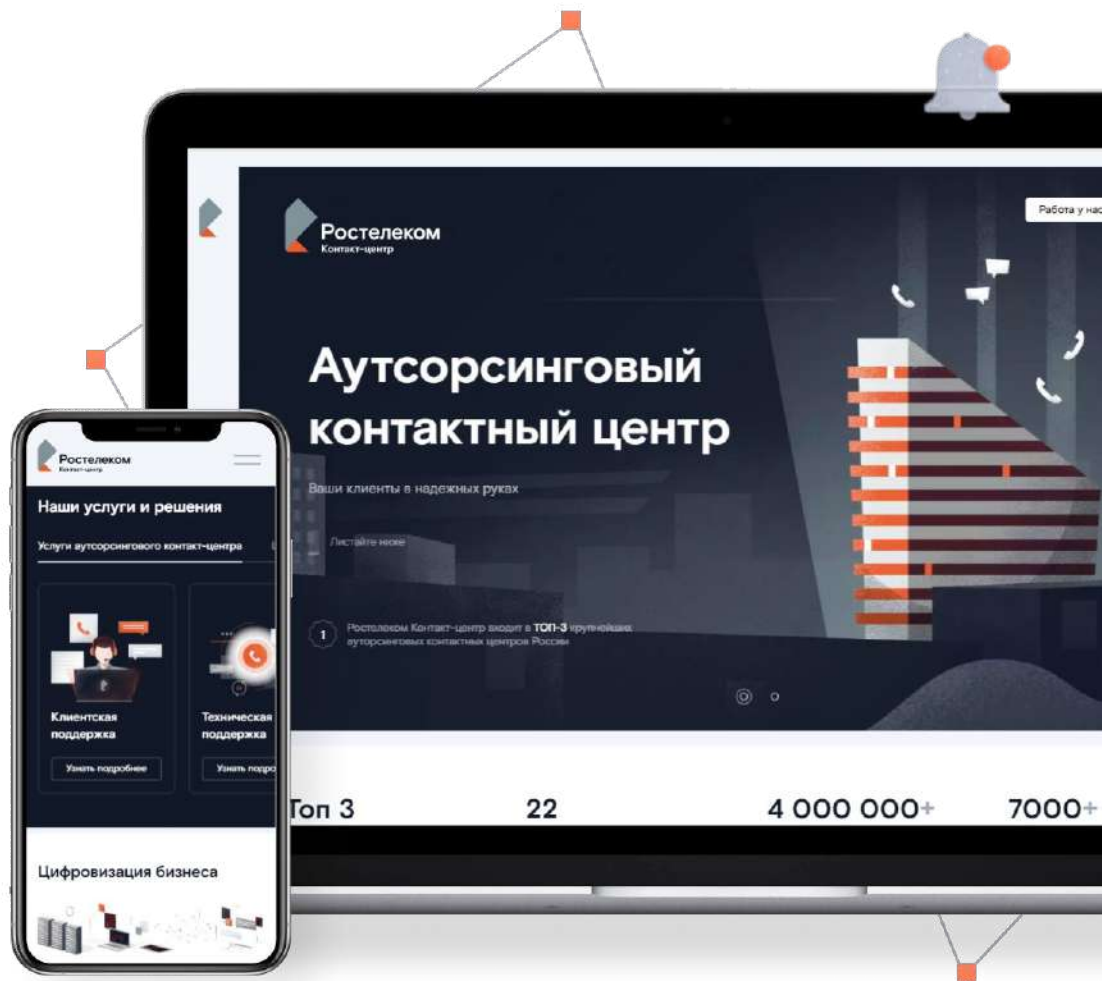 Ростелеком
Контакт-центр
Работа у нас
Аутсорсинговый
контактный центр
Ваши клиенты в надежных руках
Листайте ниже
1
Ростелеком Контакт-центр входит в ТОП-3 крупнейших
аутсорсинговых контактных центров России
Топ 3
22
4 000 000+
7000+
Ростелеком
Контакт-центр
Наши услуги и решения
Услуги аутсорсингового контакт-центра
Клиентская
поддержка
Узнать подробнее
Техническая
поддержка
Узнать подро
Цифровизация бизнеса